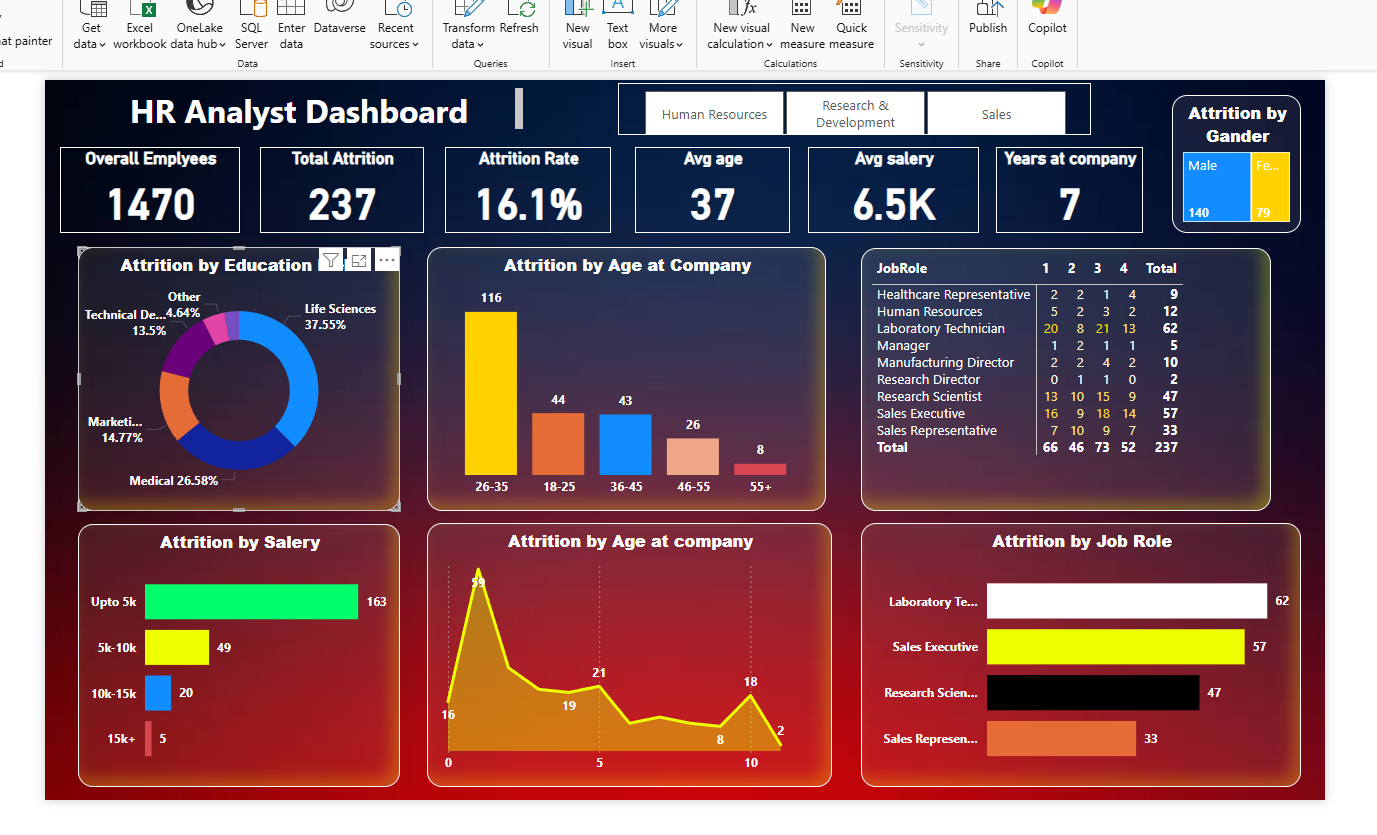 Get data
Excel workbook
OneLake data hub
SQL Server
Enter data
Dataverse
Recent sources
Transform data
Refresh
New visual
Text box
More visuals
New visual calculation
New measure
Quick measure
Sensitivity
Publish
Copilot
at painter
Data
Queries
Insert
Calculations
Sensitivity
Share
Copilot
HR Analyst Dashboard
Human Resources
Research & Development
Sales
Attrition by
Gander
Male
Fe...
140
79
Overall Emplyees
1470
Total Attrition
237
Attrition Rate
16.1%
Avg age
37
Avg salery
6.5K
Years at company
7
Attrition by Education
Other
4.64%
Life Sciences
37.55%
Technical De...
13.5%
Marketi...
14.77%
Medical 26.58%
Attrition by Age at Company
116
44
43
26
8
26-35 18-25 36-45 46-55 55+
JobRole 1 2 3 4 Total
Healthcare Representative 2 2 1 4 9
Human Resources 5 2 3 2 12
Laboratory Technician 20 8 21 13 62
Manager 1 2 1 1 5
Manufacturing Director 2 2 4 2 10
Research Director 0 1 1 0 2
Research Scientist 13 10 15 9 47
Sales Executive 16 9 18 14 57
Sales Representative 7 10 9 7 33
Total 66 46 73 52 237
Attrition by Salery
Upto 5k 163
5k-10k 49
10k-15k 20
15k+ 5
Attrition by Age at company
59
16
19
21
8
18
2
0 5 10
Attrition by Job Role
Laboratory Te... 62
Sales Executive 57
Research Scien... 47
Sales Represen... 33